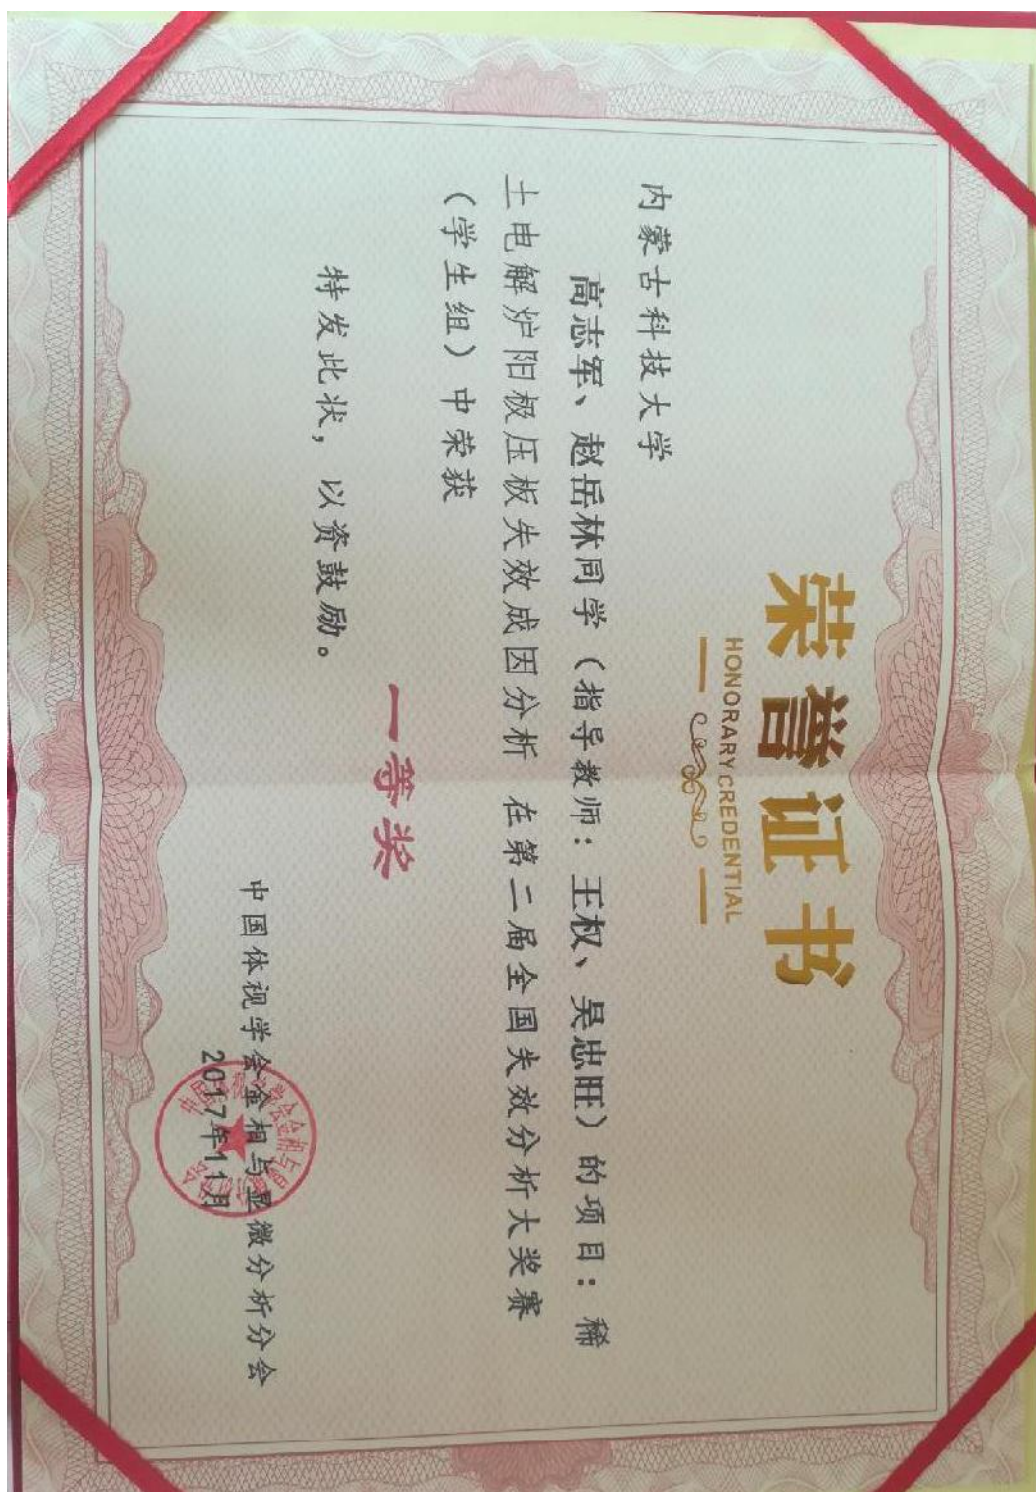 荣誉证书
HONORARY CREDENTIAL
内蒙古科技大学
高志军、赵岳林同学（指导教师：王权、吴忠旺）的项目：稀
土电解炉阳极压板失效成因分析 在第二届全国失效分析大奖赛
（学生组）中荣获
一等奖
特发此状，以资鼓励。
中国体视学会金相与显微分析分会
2017年11月